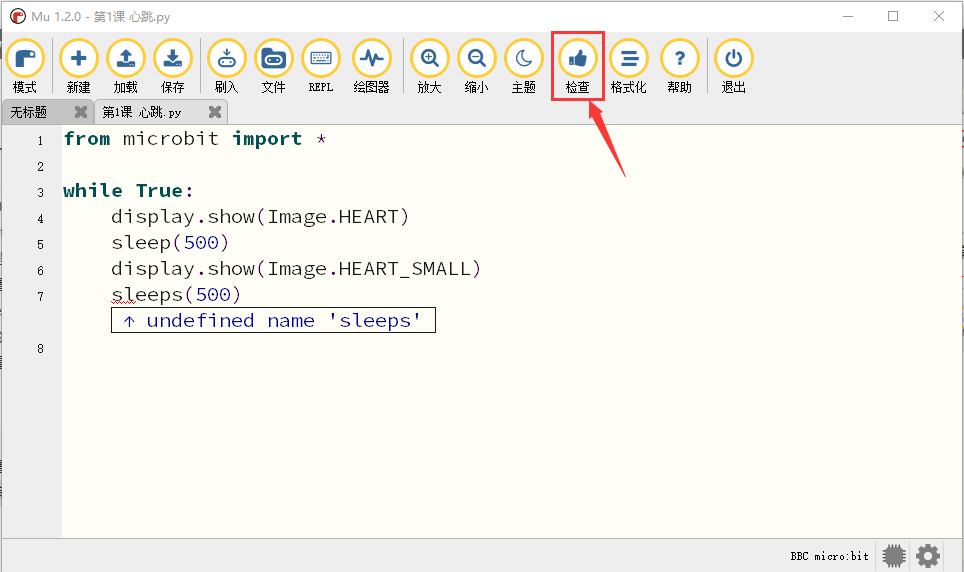 Mu 1.2.0 - 第1课 心跳.py
模式 新建 加载 保存 刷入 文件 REPL 绘图器 放大 缩小 主题 检查 格式化 帮助 退出
无标题 第1课 心跳.py
1 from microbit import *
2
3 while True:
4 display.show(Image.HEART)
5 sleep(500)
6 display.show(Image.HEART_SMALL)
7 sleeps(500)
↑ undefined name 'sleeps'
8
BBC micro:bit